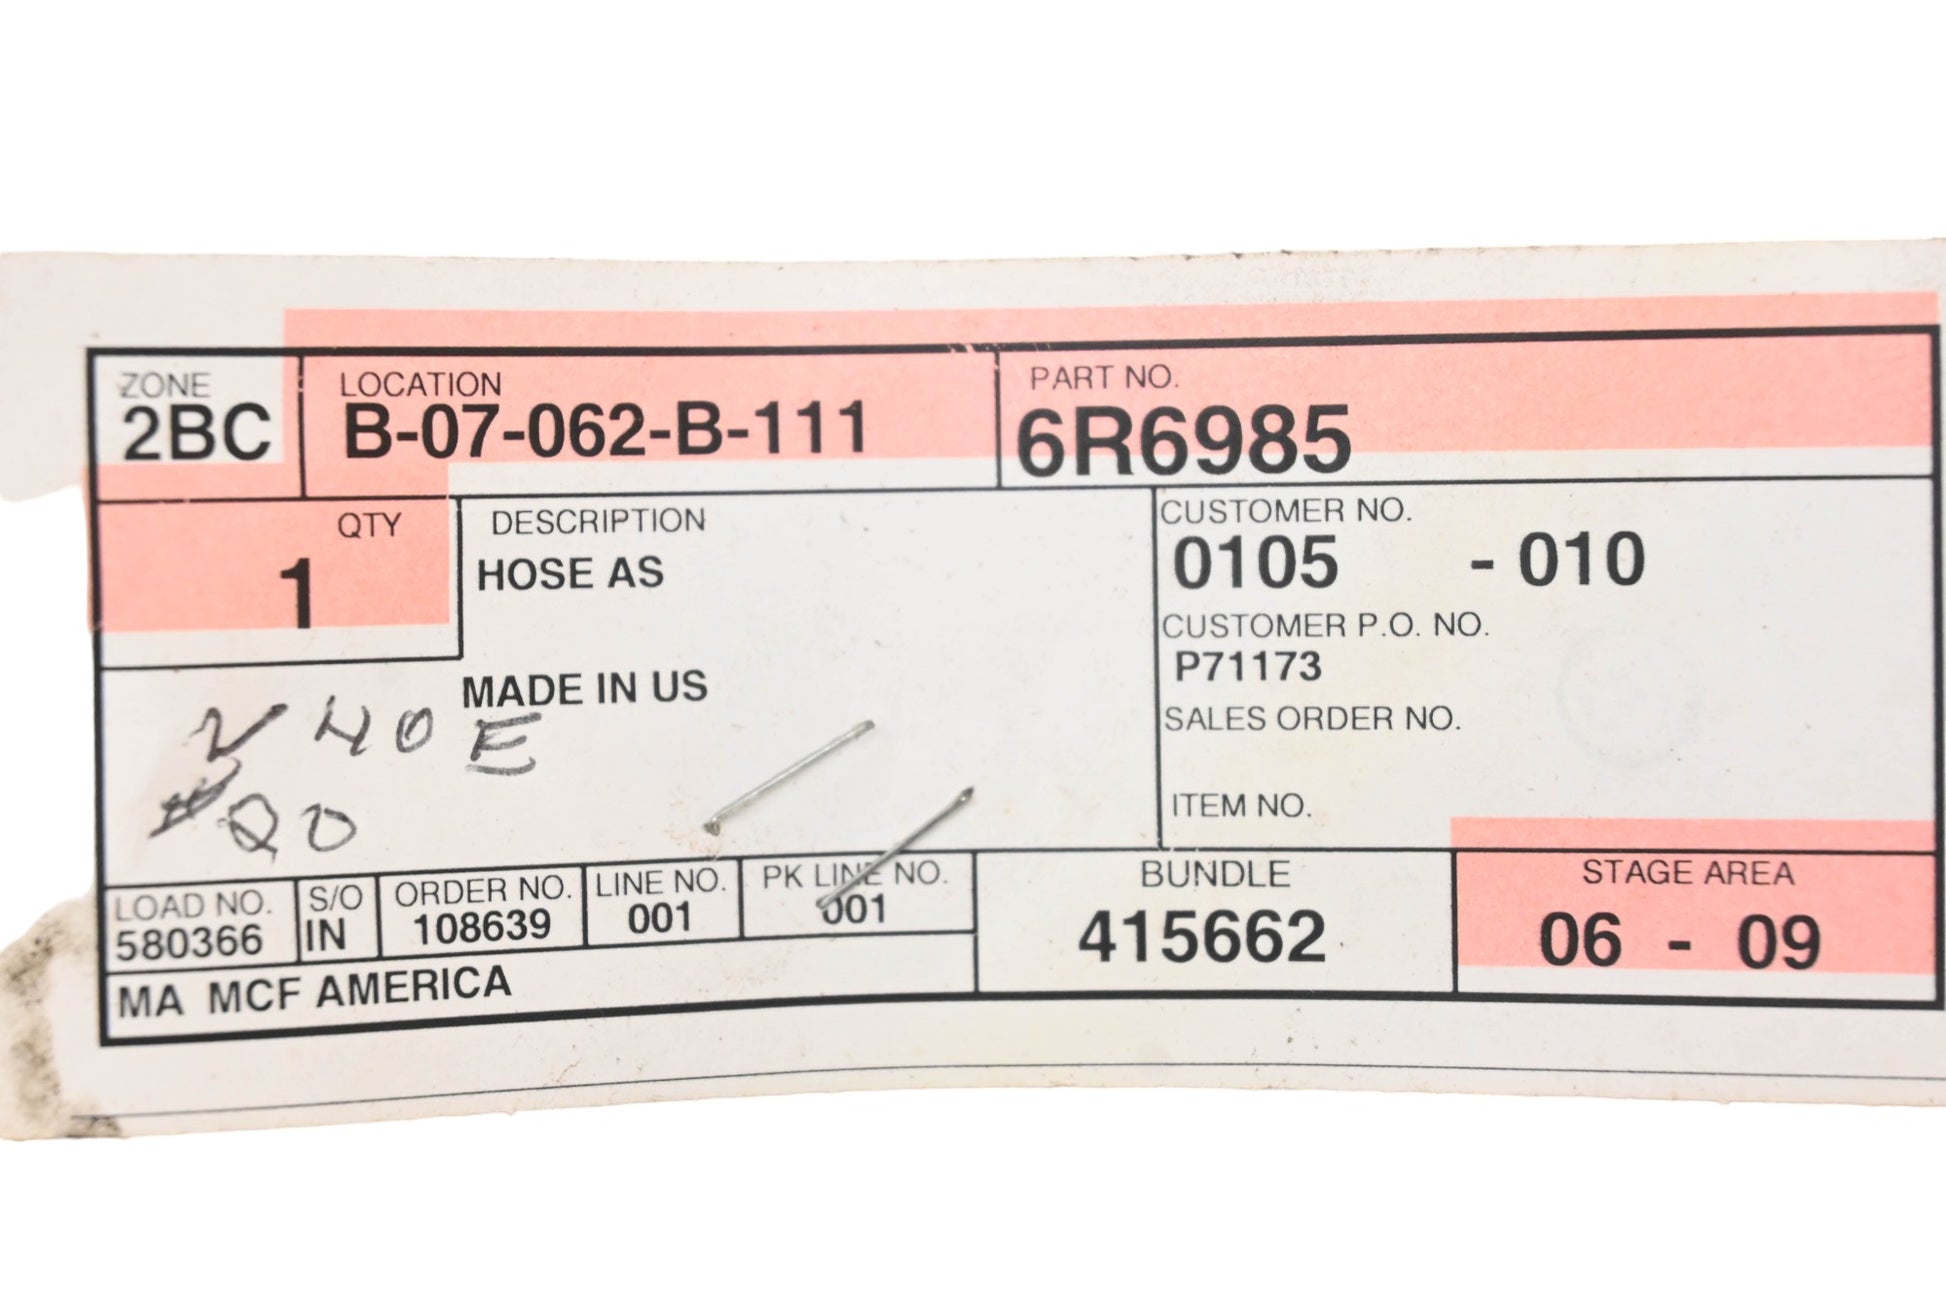 ZONE LOCATION PART NO.
2BC B-07-062-B-111 6R6985
QTY DESCRIPTION CUSTOMER NO.
1 HOSE AS 0105 - 010
CUSTOMER P.O. NO.
MADE IN US P71173
40E SALES ORDER NO.
ITEM NO.
LOAD NO. S/O ORDER NO. LINE NO. PK LINE NO. BUNDLE STAGE AREA
580366 IN 108639 001 001 415662 06 - 09
MA MCF AMERICA